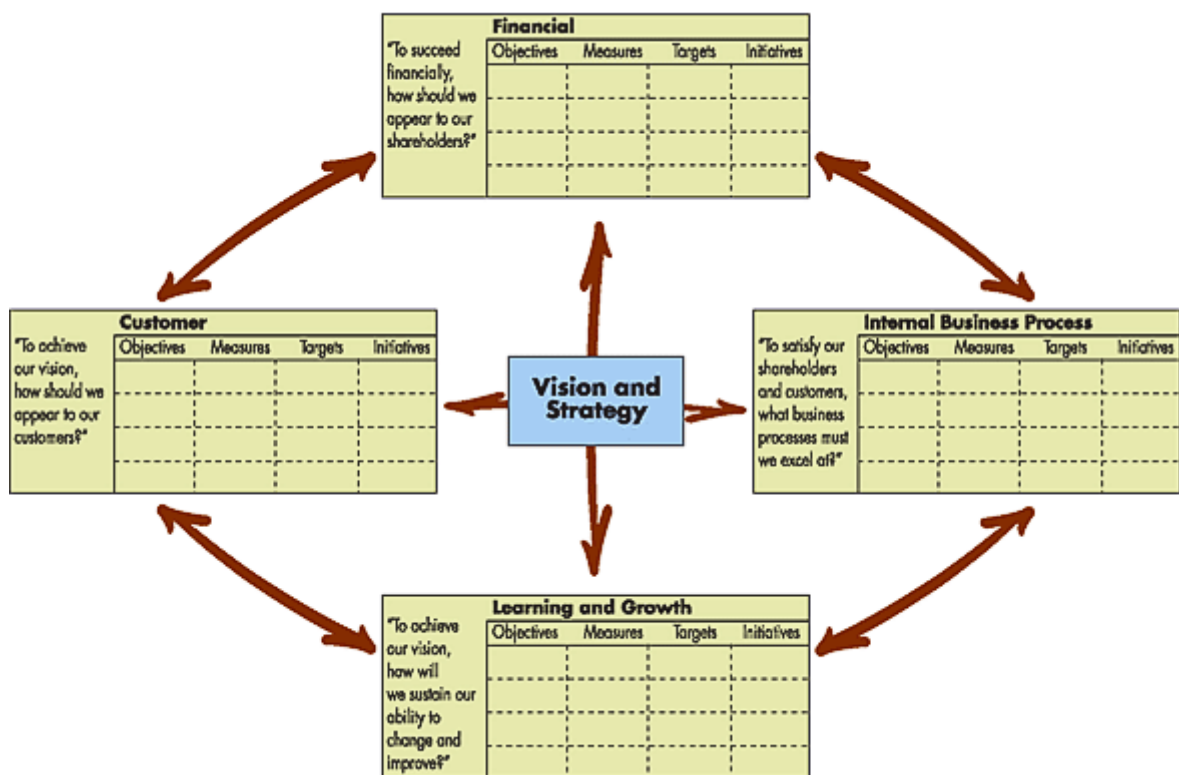 Financial
"To succeed
financially,
how should we
appear to our
shareholders?"
Objectives Measures Targets Initiatives
Customer
"To achieve
our vision,
how should we
appear to our
customers?"
Objectives Measures Targets Initiatives
Vision and
Strategy
Internal Business Process
"To satisfy our
shareholders
and customers,
what business
processes must
we excel at?"
Objectives Measures Targets Initiatives
Learning and Growth
"To achieve
our vision,
how will
we sustain our
ability to
change and
improve?"
Objectives Measures Targets Initiatives